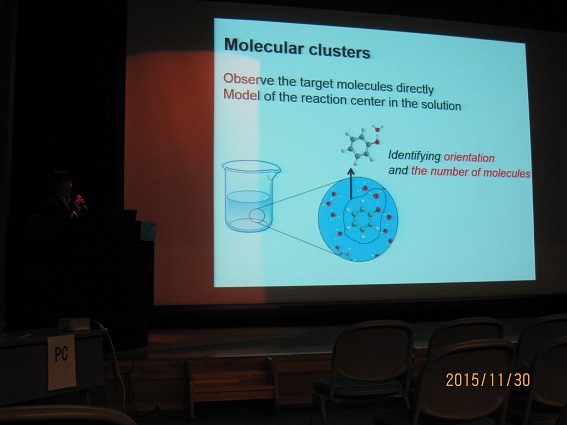 Molecular clusters
Observe the target molecules directly
Model of the reaction center in the solution
Identifying orientation
and the number of molecules
PC
2015/11/30